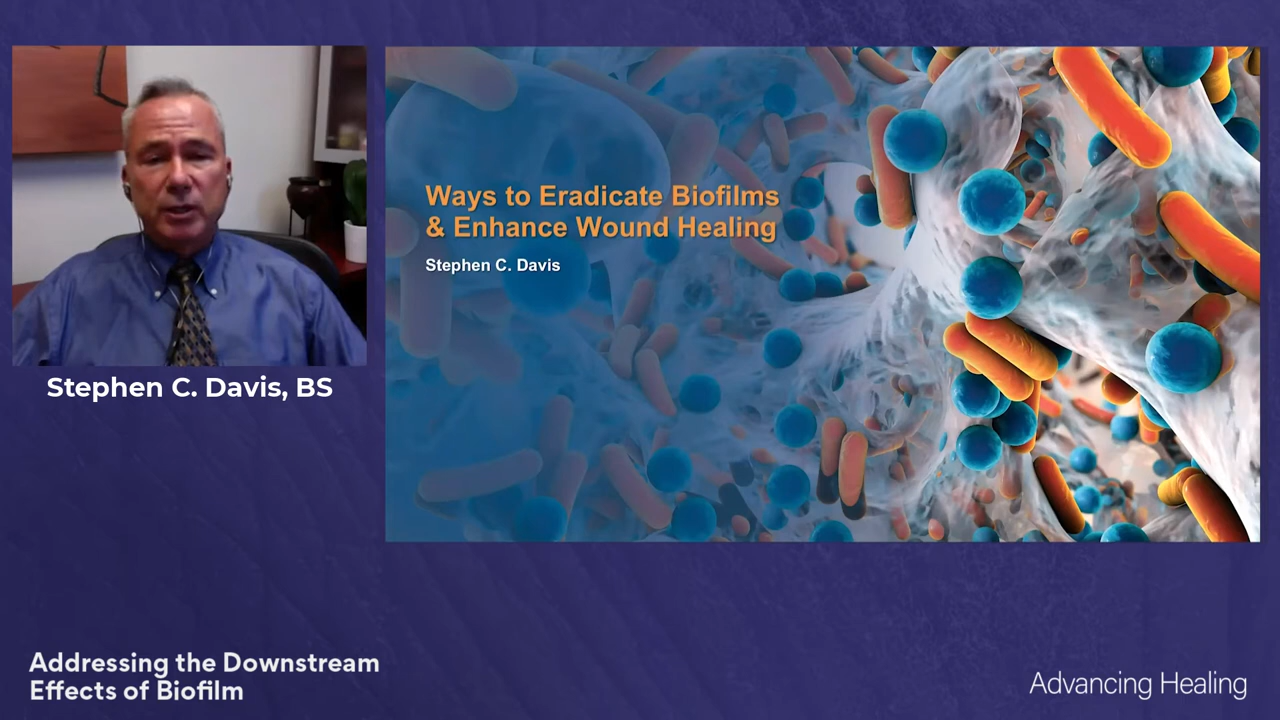 Ways to Eradicate Biofilms
& Enhance Wound Healing
Stephen C. Davis
Stephen C. Davis, BS
Addressing the Downstream
Effects of Biofilm
Advancing Healing